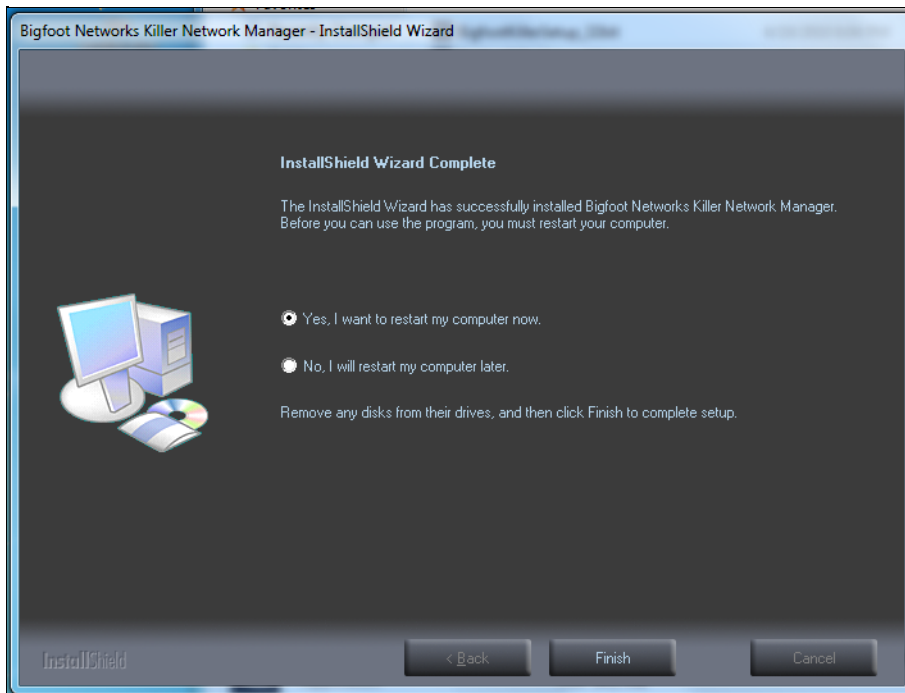 Bigfoot Networks Killer Network Manager - InstallShield Wizard
InstallShield Wizard Complete
The InstallShield Wizard has successfully installed Bigfoot Networks Killer Network Manager.
Before you can use the program, you must restart your computer.
Yes, I want to restart my computer now.
No, I will restart my computer later.
Remove any disks from their drives, and then click Finish to complete setup.
InstallShield
< Back
Finish
Cancel